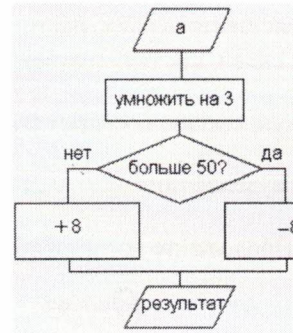 a
умножить на 3
нет
да
больше 50?
+8
–8
результат